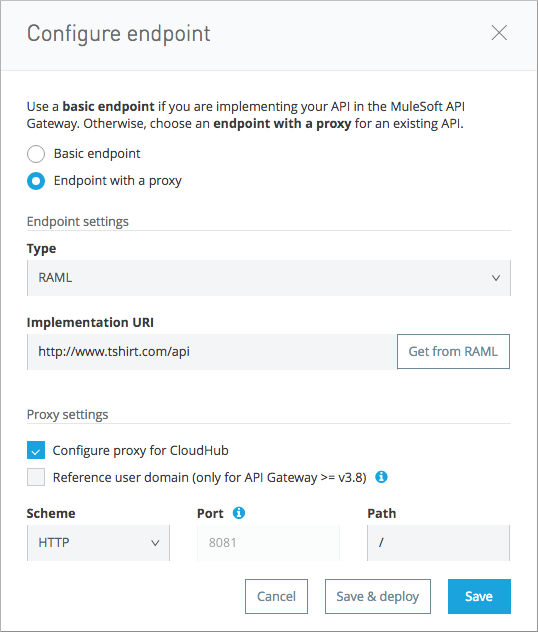 Configure endpoint
Use a basic endpoint if you are implementing your API in the MuleSoft API
Gateway. Otherwise, choose an endpoint with a proxy for an existing API.
Basic endpoint
Endpoint with a proxy
Endpoint settings
Type
RAML
Implementation URI
http://www.tshirt.com/api
Get from RAML
Proxy settings
Configure proxy for CloudHub
Reference user domain (only for API Gateway >= v3.8)
Scheme Port Path
HTTP 8081 /
Cancel Save & deploy Save